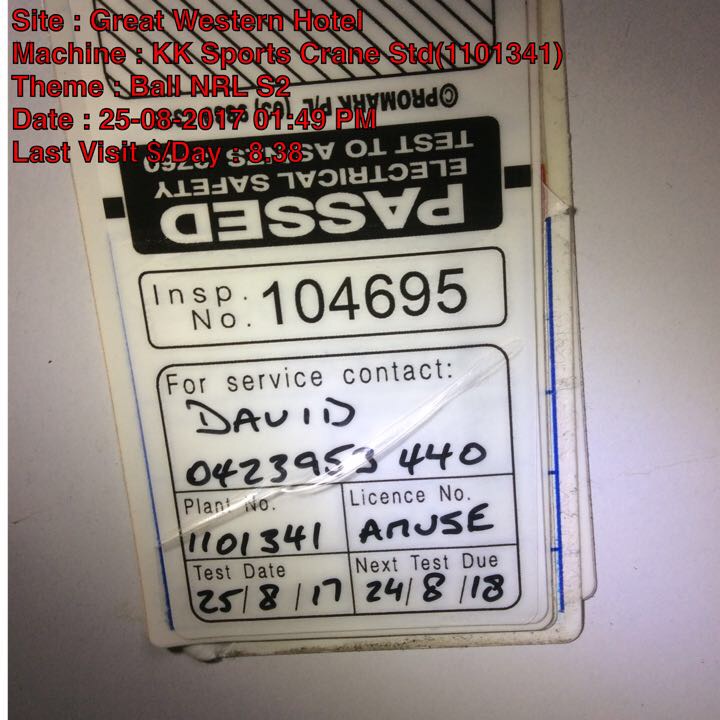 Site : Great Western Hotel
Machine : KK Sports Crane Std(1101341)
Theme : Ball NRL S2
Date : 25-08-2017 01:49 PM
Last Visit $/Day : 8.38
©PROMARK P/L (03)
TEST TO AS/NZS 3760
ELECTRICAL SAFETY
PASSED
Insp. No. 104695
For service contact:
DAVID
0423953 440
Plant No. Licence No.
1101341 AMUSE
Test Date Next Test Due
25/8/17 24/8/18